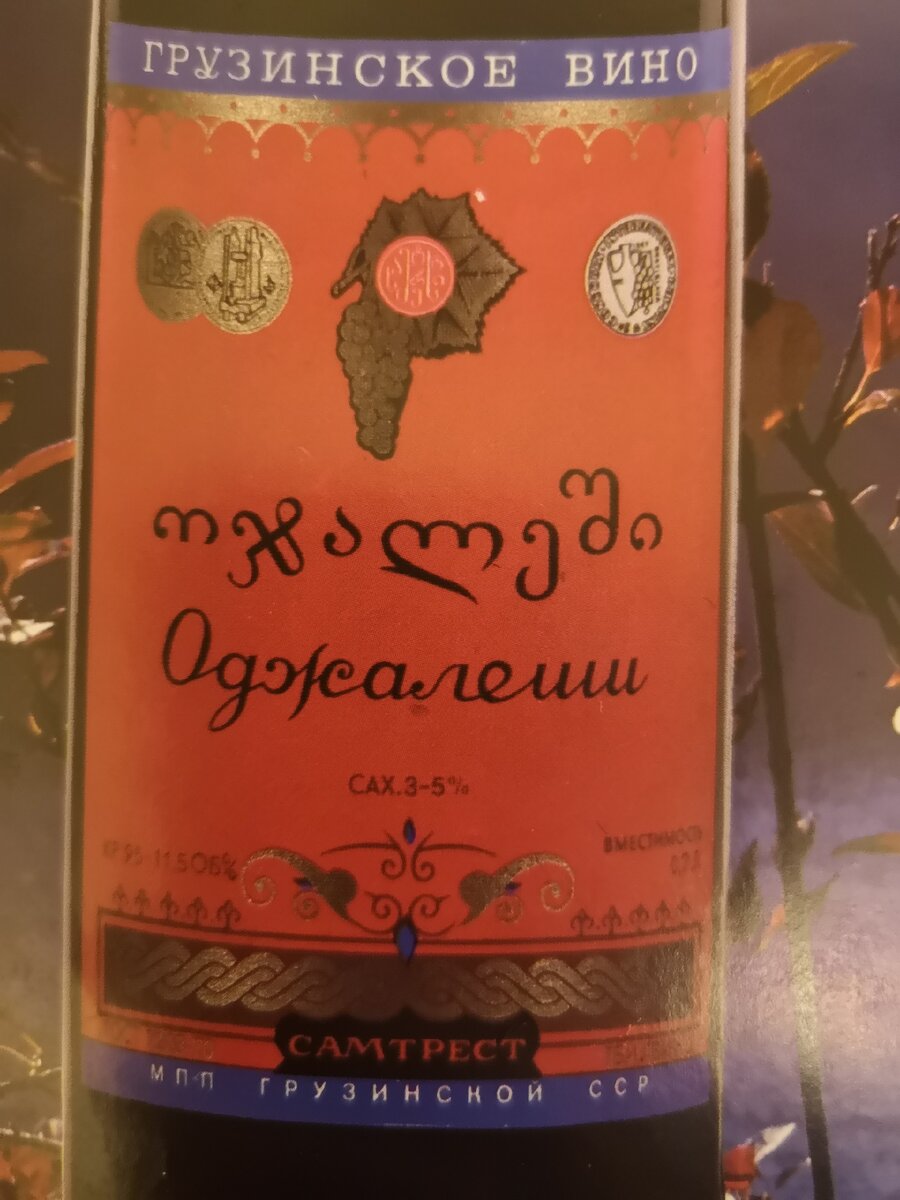 ГРУЗИНСКОЕ ВИНО
ოჯალეში
Оджалеши
САХ.3-5%
ВМЕСТИМОСТЬ
САМТРЕСТ
МПП ГРУЗИНСКОЙ ССР